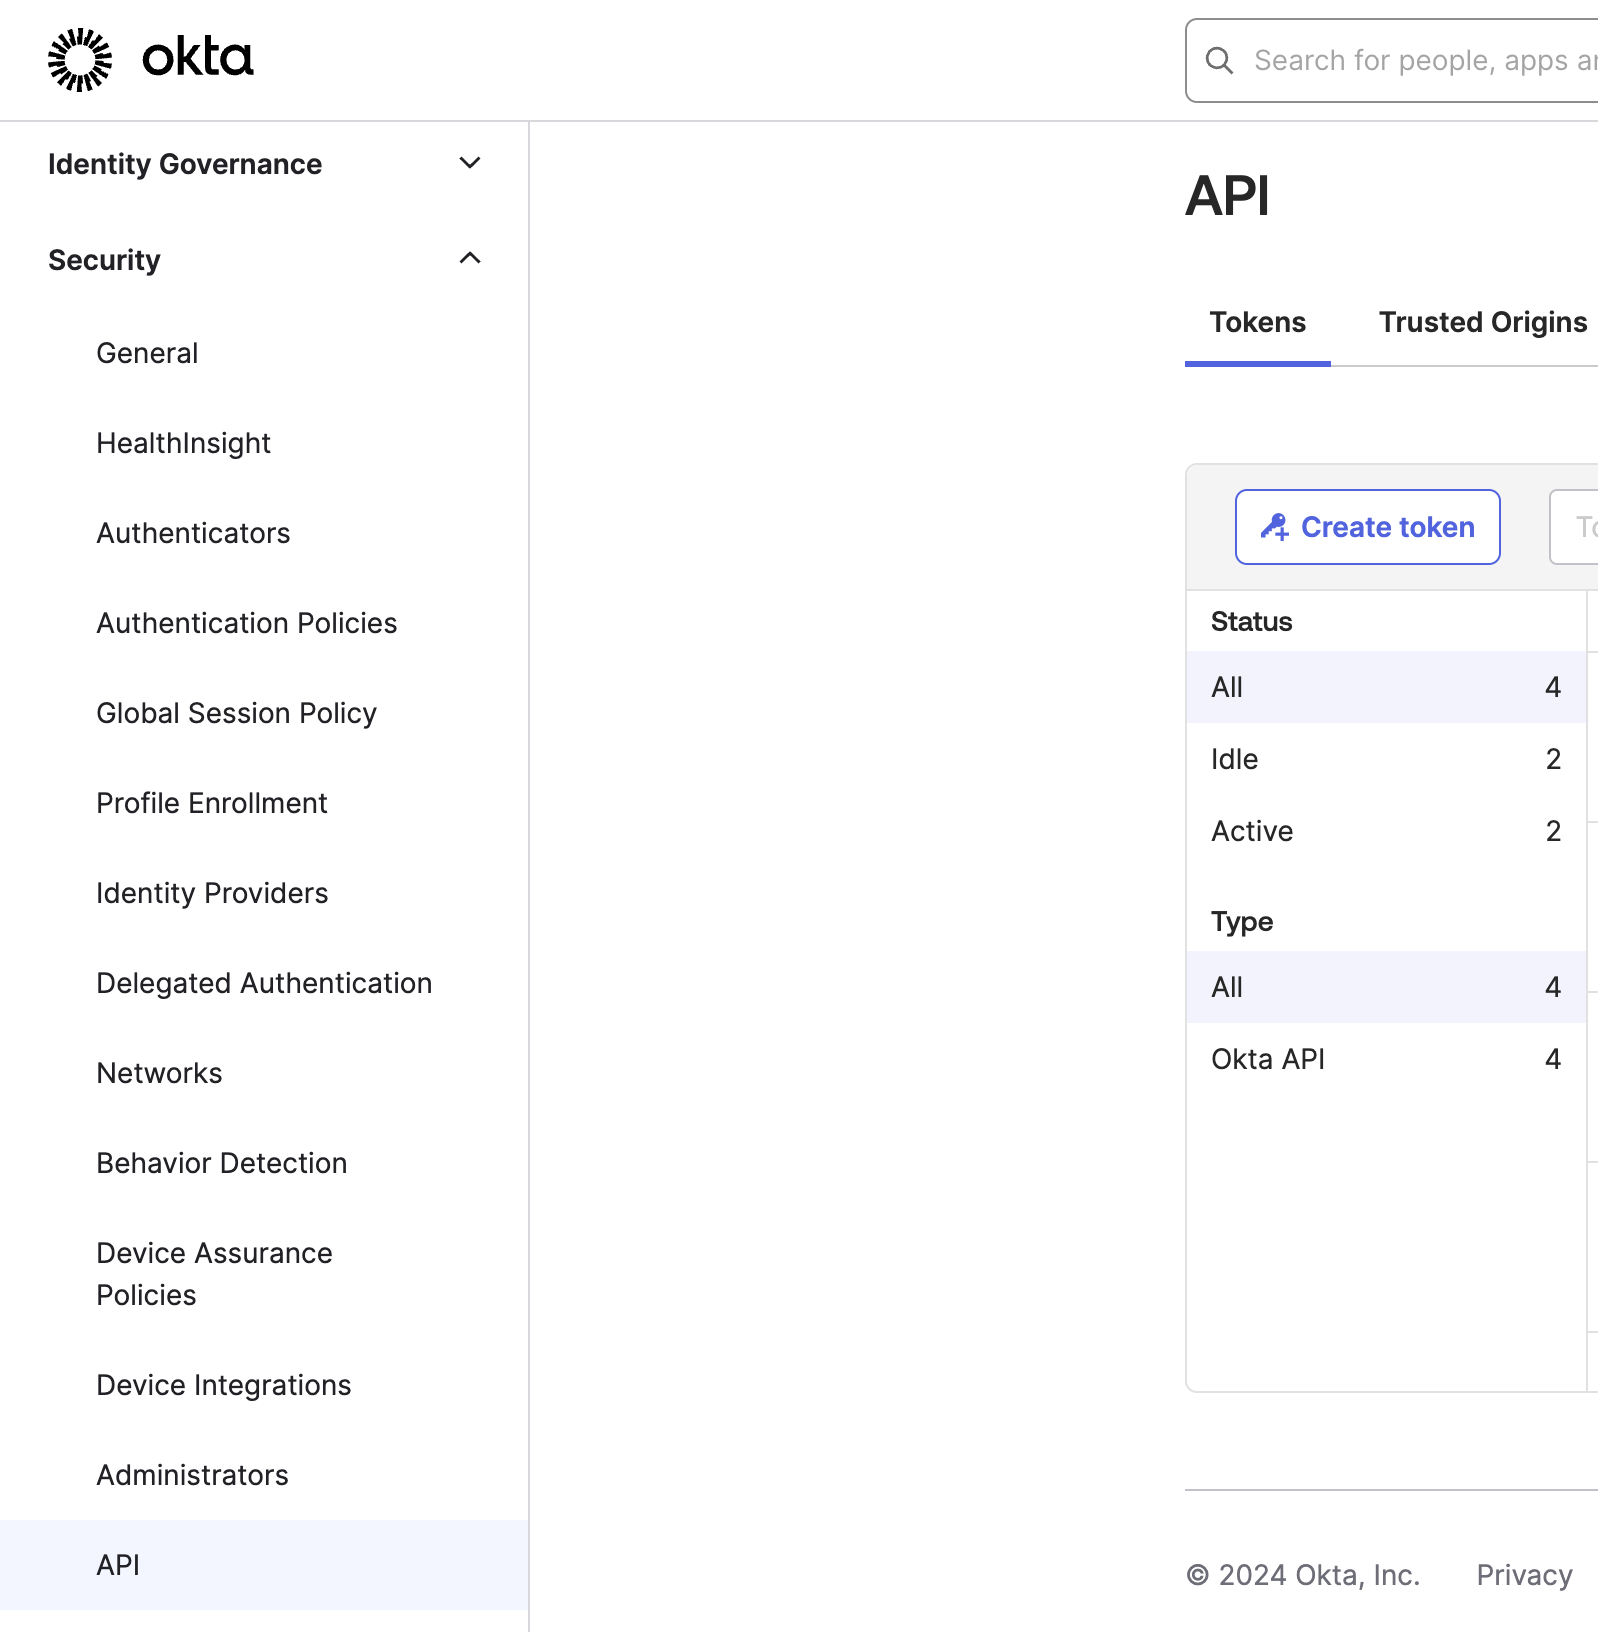 okta
Search for people, apps
Identity Governance
Security
General
HealthInsight
Authenticators
Authentication Policies
Global Session Policy
Profile Enrollment
Identity Providers
Delegated Authentication
Networks
Behavior Detection
Device Assurance
Policies
Device Integrations
Administrators
API
API
Tokens Trusted Origins
Create token
Status
All 4
Idle 2
Active 2
Type
All 4
Okta API 4
© 2024 Okta, Inc. Privacy